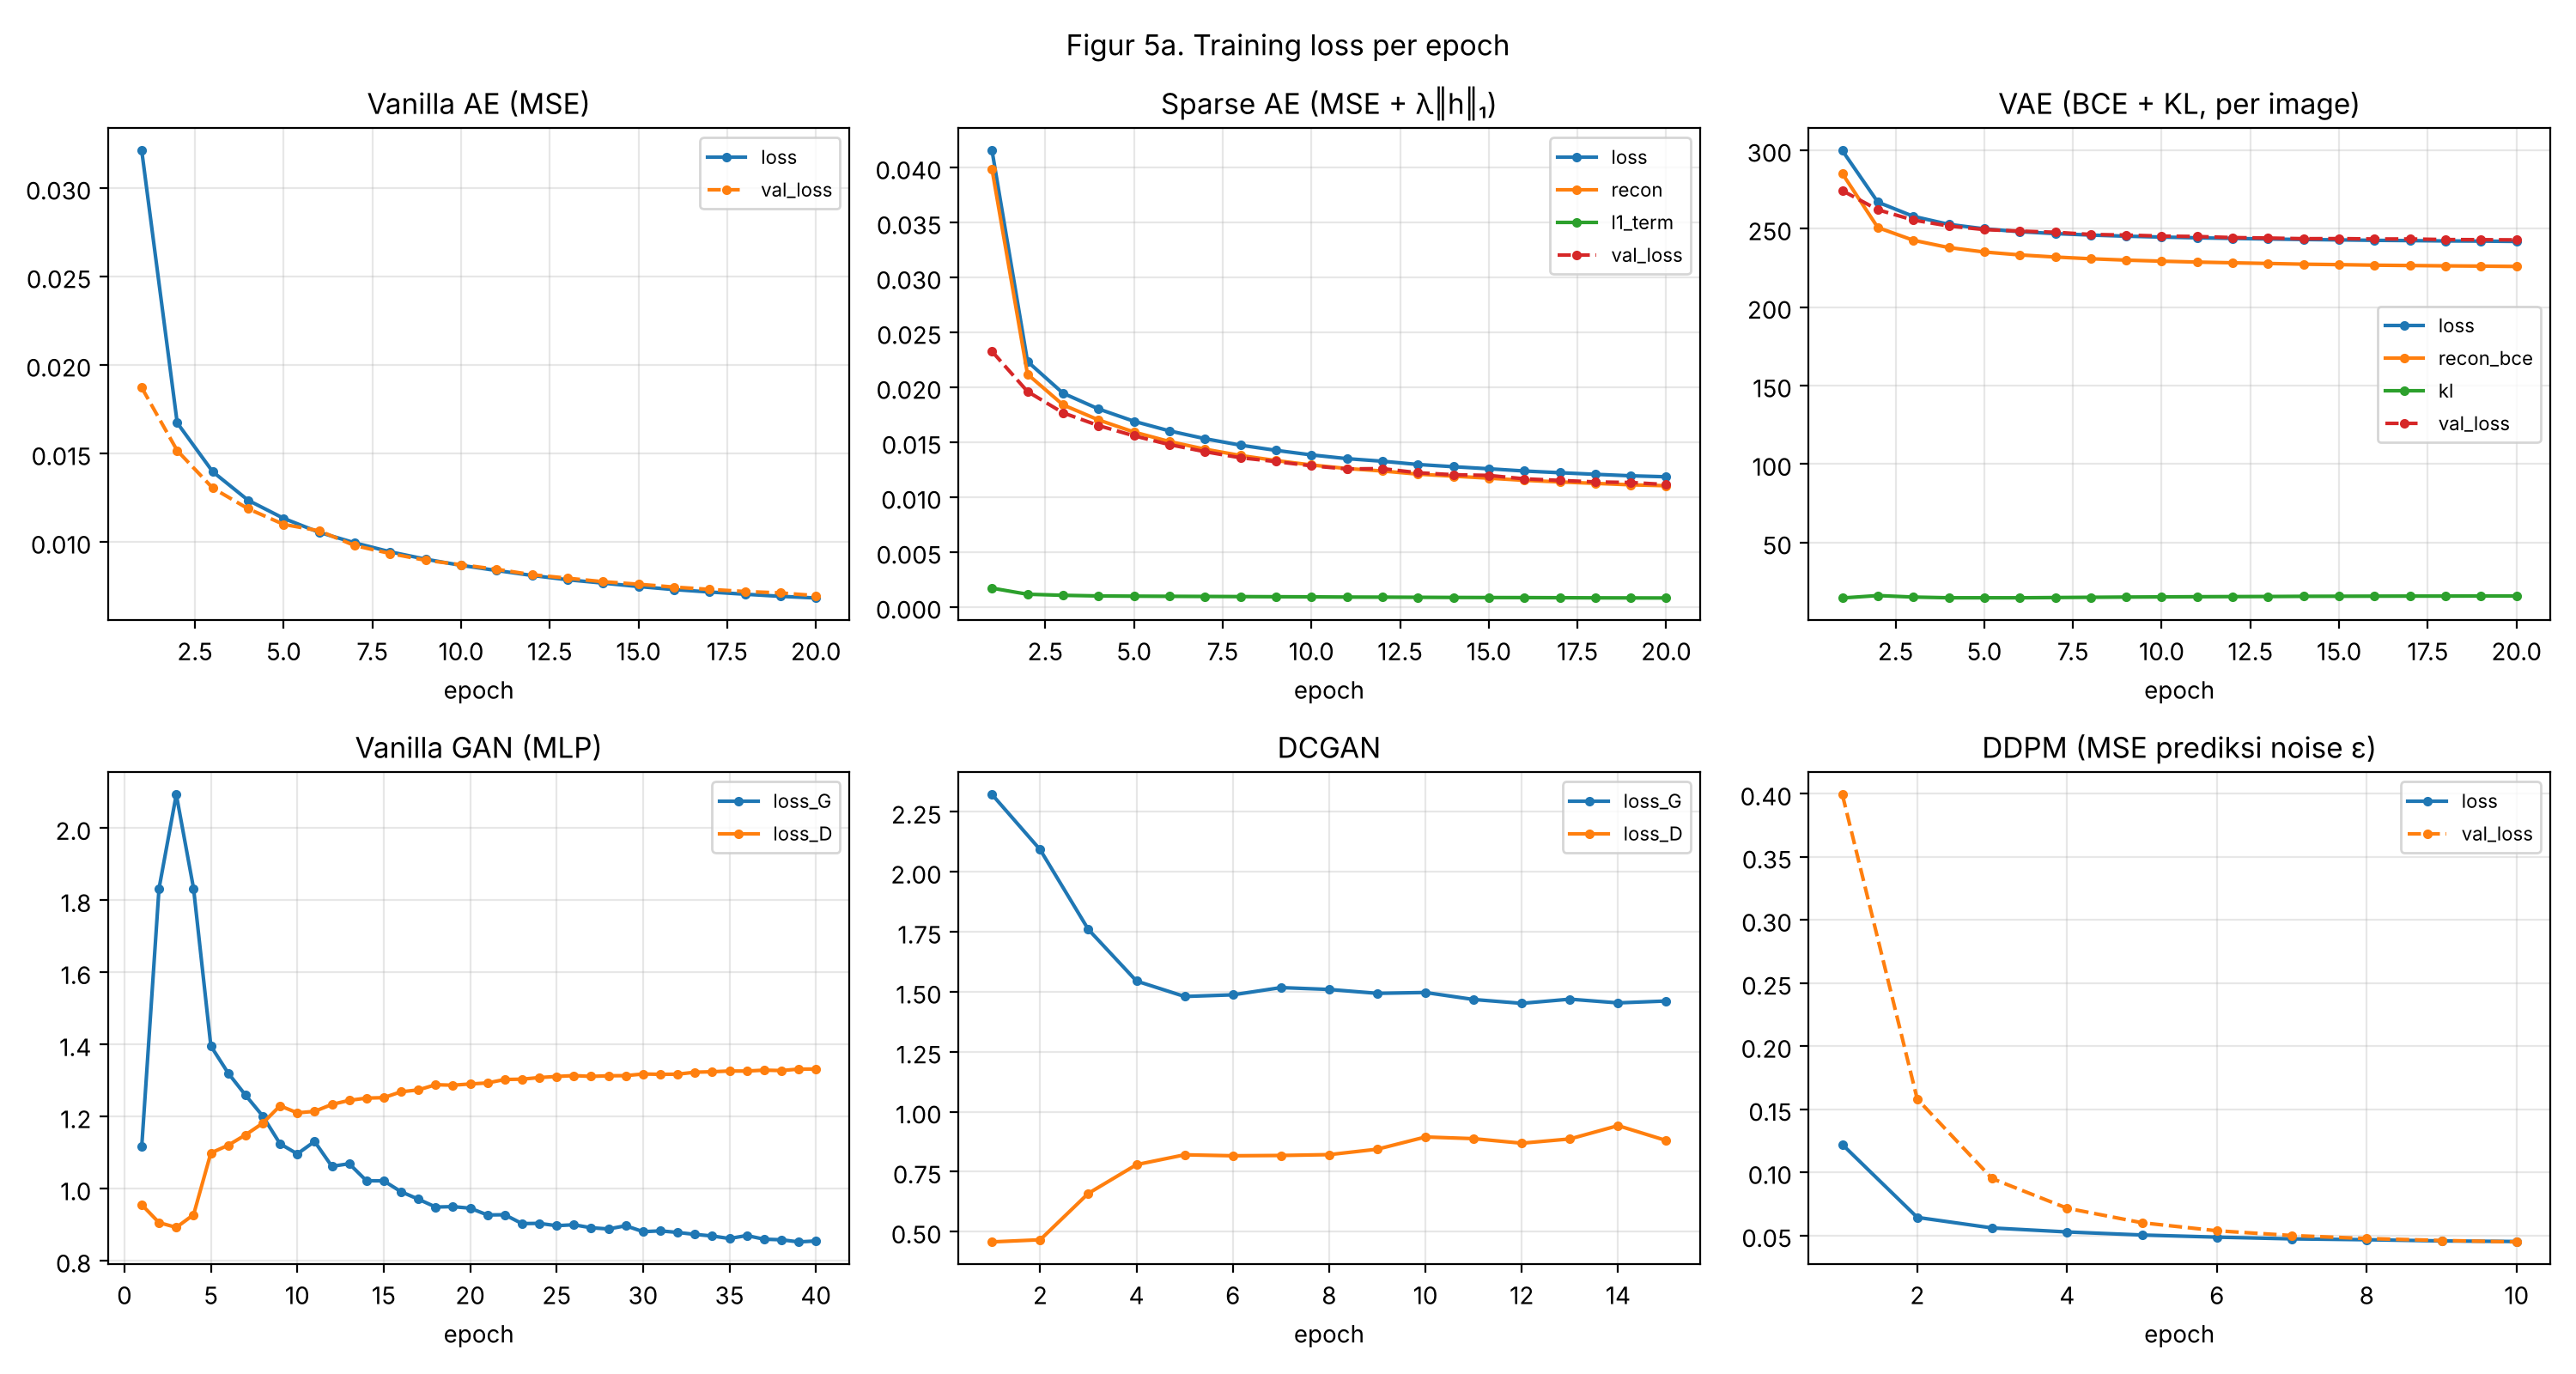 Figur 5a. Training loss per epoch
Vanilla AE (MSE)
loss
val_loss
0.030
0.025
0.020
0.015
0.010
2.5 5.0 7.5 10.0 12.5 15.0 17.5 20.0
epoch
Sparse AE (MSE + λ‖h‖₁)
loss
recon
l1_term
val_loss
0.040
0.035
0.030
0.025
0.020
0.015
0.010
0.005
0.000
2.5 5.0 7.5 10.0 12.5 15.0 17.5 20.0
epoch
VAE (BCE + KL, per image)
300
250
200
150
100
50
loss
recon_bce
kl
val_loss
2.5 5.0 7.5 10.0 12.5 15.0 17.5 20.0
epoch
Vanilla GAN (MLP)
loss_G
loss_D
2.0
1.8
1.6
1.4
1.2
1.0
0.8
0 5 10 15 20 25 30 35 40
epoch
DCGAN
loss_G
loss_D
2.25
2.00
1.75
1.50
1.25
1.00
0.75
0.50
2 4 6 8 10 12 14
epoch
DDPM (MSE prediksi noise ε)
loss
val_loss
0.40
0.35
0.30
0.25
0.20
0.15
0.10
0.05
2 4 6 8 10
epoch